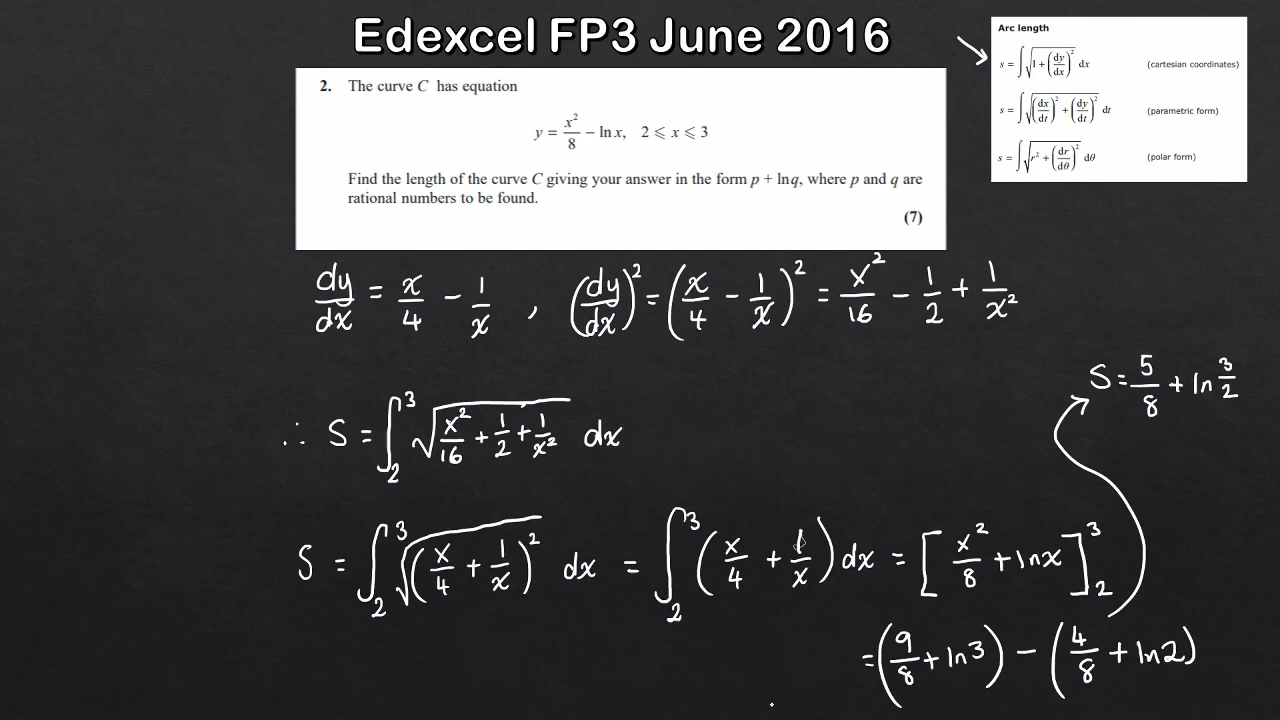 Edexcel FP3 June 2016
Arc length
s = ∫ √(1 + (dy/dx)²) dx (cartesian coordinates)
s = ∫ √((dx/dt)² + (dy/dt)²) dt (parametric form)
s = ∫ √(r² + (dr/dθ)²) dθ (polar form)
2. The curve C has equation
y = x²/8 − ln x, 2 ⩽ x ⩽ 3
Find the length of the curve C giving your answer in the form p + ln q, where p and q are
rational numbers to be found.
(7)
dy/dx = x/4 − 1/x , (dy/dx)² = (x/4 − 1/x)² = x²/16 − 1/2 + 1/x²
∴ S = ∫₂³ √(x²/16 + 1/2 + 1/x²) dx
S = ∫₂³ √((x/4 + 1/x)²) dx = ∫₂³ (x/4 + 1/x) dx = [x²/8 + ln x]₂³
= (9/8 + ln 3) − (4/8 + ln 2)
S = 5/8 + ln 3/2